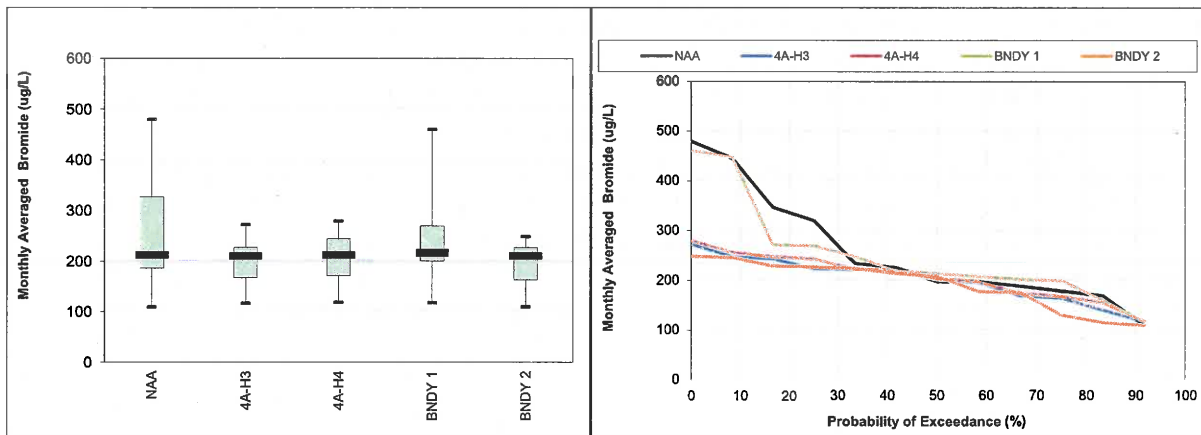 Monthly Averaged Bromide (ug/L)
600
500
400
300
200
100
0
NAA
4A-H3
4A-H4
BNDY 1
BNDY 2
NAA 4A-H3 4A-H4 BNDY 1 BNDY 2
Monthly Averaged Bromide (ug/L)
600
500
400
300
200
100
0
0 10 20 30 40 50 60 70 80 90 100
Probability of Exceedance (%)